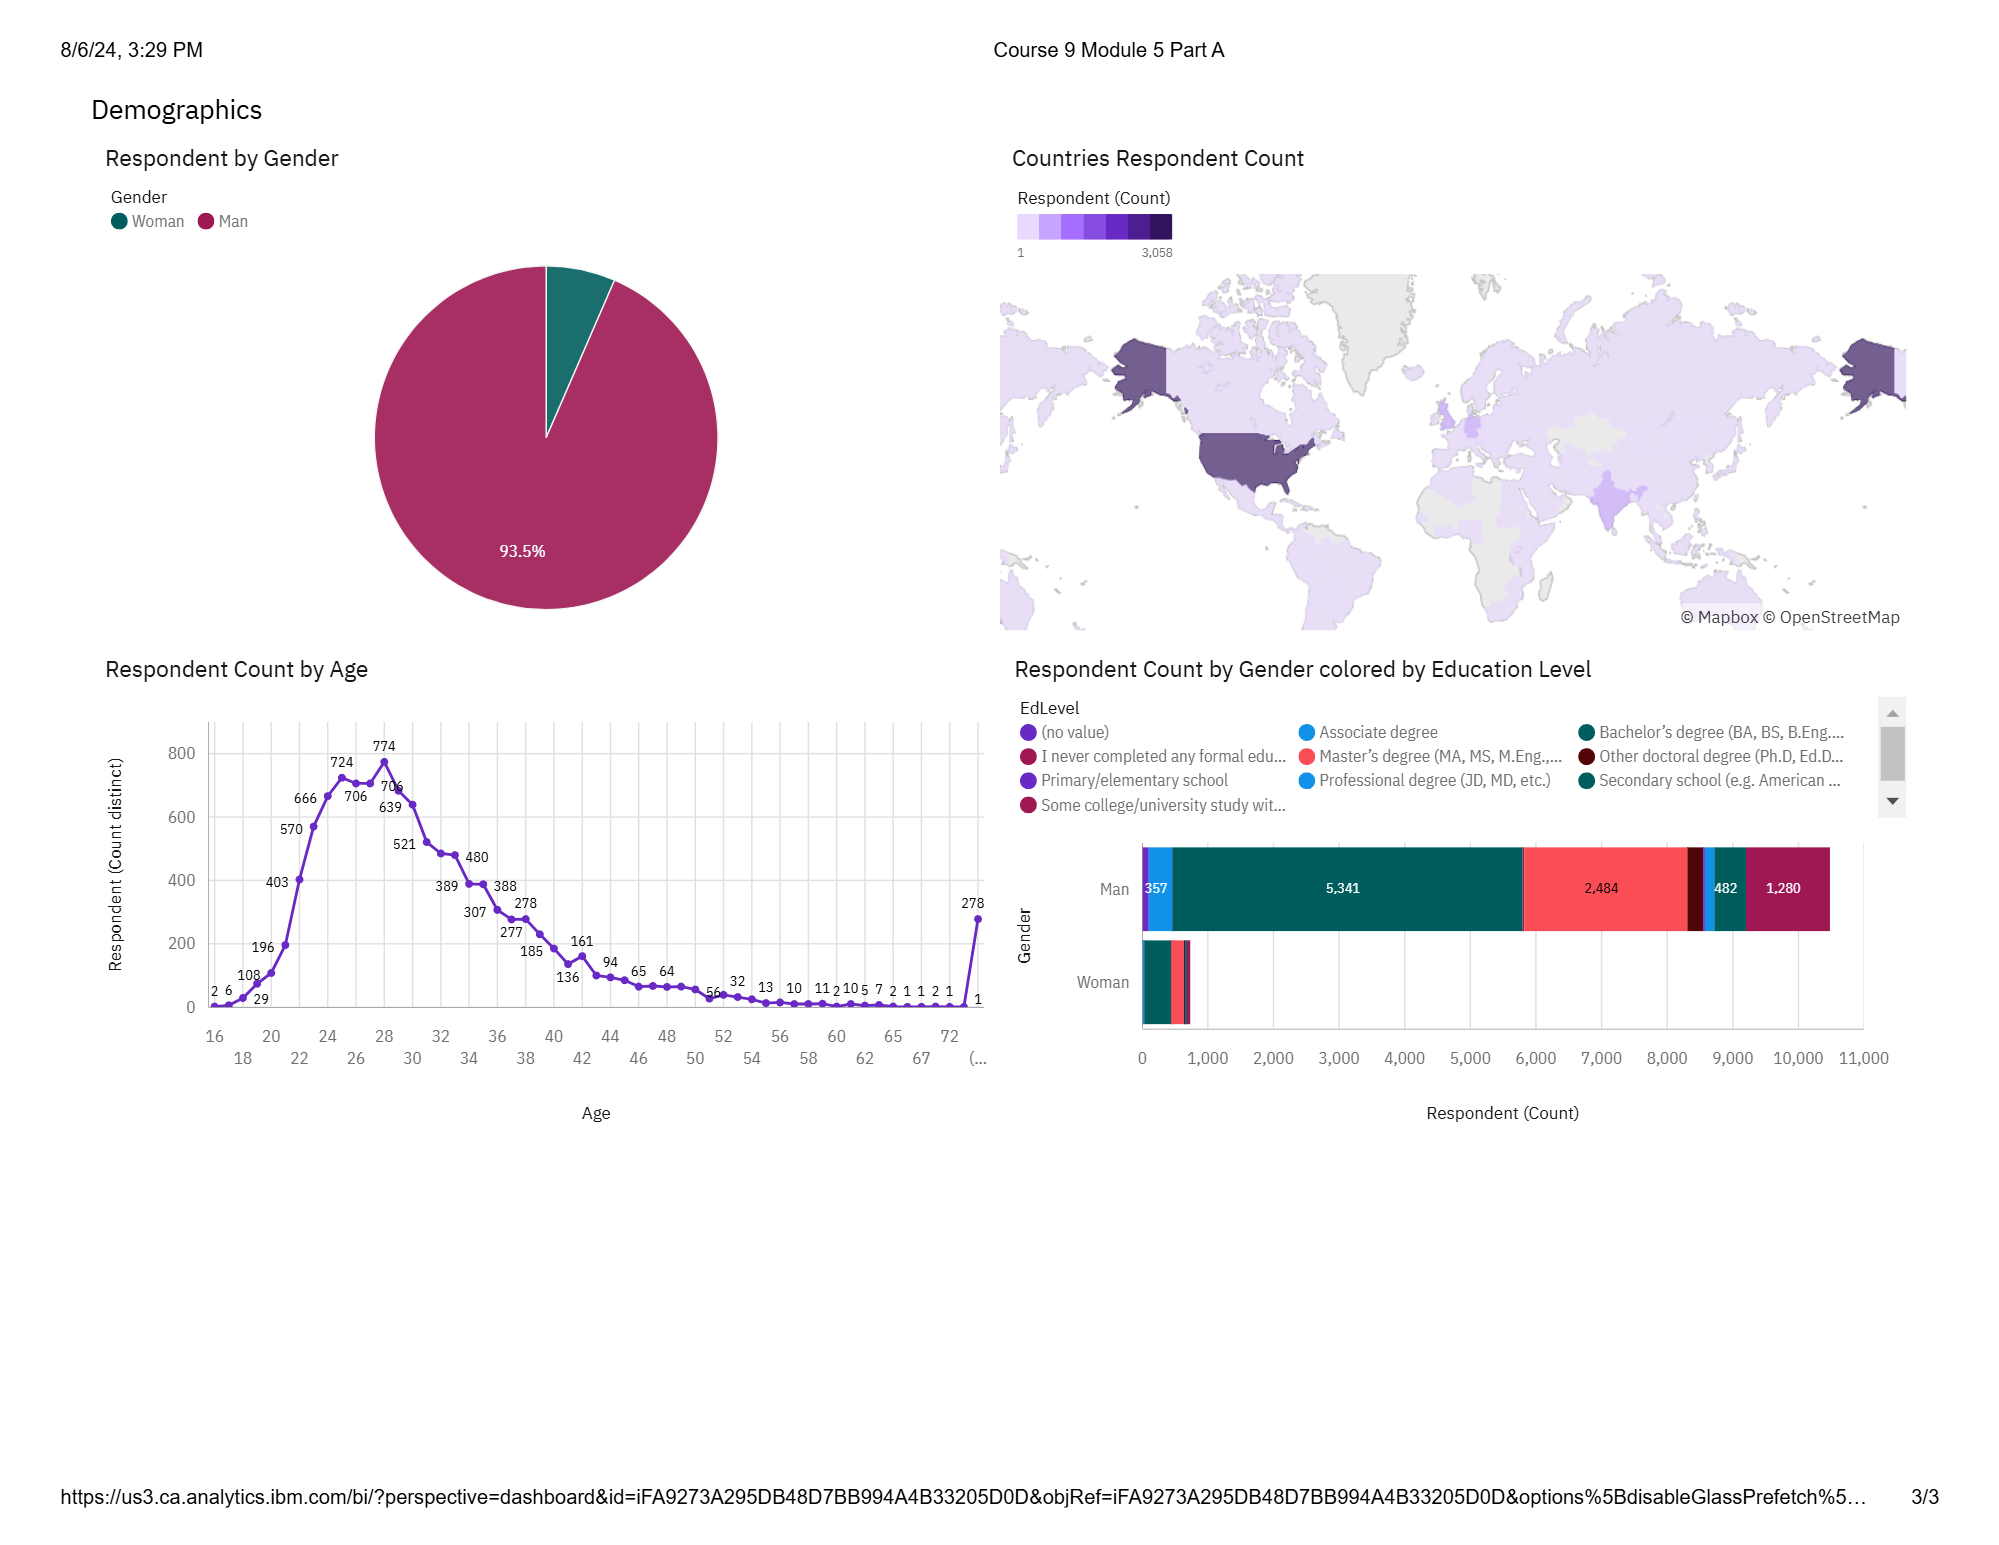 8/6/24, 3:29 PM
Course 9 Module 5 Part A
Demographics
Respondent by Gender
Gender
Woman Man
93.5%
Countries Respondent Count
Respondent (Count)
1 3,058
© Mapbox © OpenStreetMap
Respondent Count by Age
Respondent (Count distinct)
800
600
400
200
0
2 6 29 108 196 403 570 666 724 706 774 706 639 521 480 389 388 307 277 278 185 136 161 94 65 64 56 32 13 10 11 2 10 5 7 2 1 1 2 1 278 1
16 20 24 28 32 36 40 44 48 52 56 60 65 72
18 22 26 30 34 38 42 46 50 54 58 62 67 (...
Age
Respondent Count by Gender colored by Education Level
EdLevel
(no value) Associate degree Bachelor’s degree (BA, BS, B.Eng....
I never completed any formal edu... Master’s degree (MA, MS, M.Eng.,... Other doctoral degree (Ph.D, Ed.D...
Primary/elementary school Professional degree (JD, MD, etc.) Secondary school (e.g. American ...
Some college/university study wit...
Gender
Man 357 5,341 2,484 482 1,280
Woman
0 1,000 2,000 3,000 4,000 5,000 6,000 7,000 8,000 9,000 10,000 11,000
Respondent (Count)
https://us3.ca.analytics.ibm.com/bi/?perspective=dashboard&id=iFA9273A295DB48D7BB994A4B33205D0D&objRef=iFA9273A295DB48D7BB994A4B33205D0D&options%5BdisableGlassPrefetch%5… 3/3